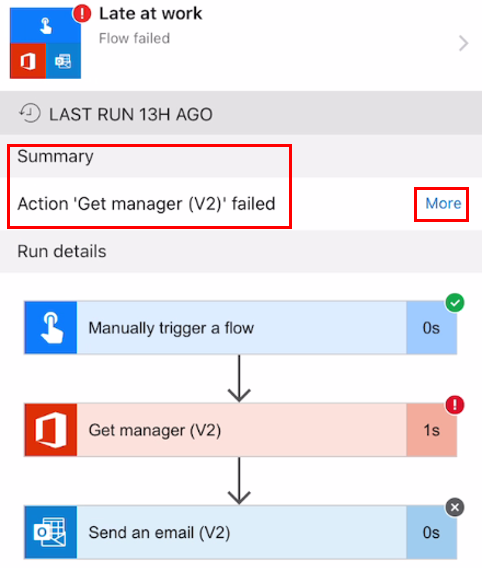 Late at work
Flow failed
LAST RUN 13H AGO
Summary
Action 'Get manager (V2)' failed
More
Run details
Manually trigger a flow
0s
Get manager (V2)
1s
Send an email (V2)
0s